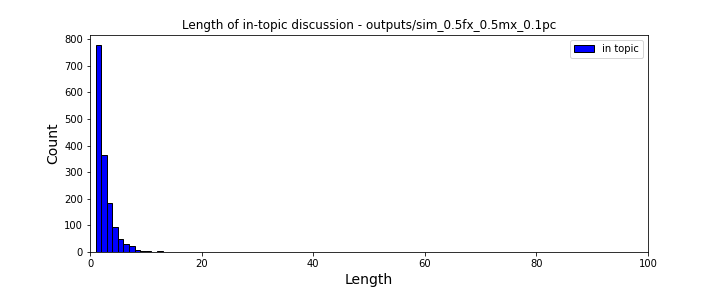 Length of in-topic discussion - outputs/sim_0.5fx_0.5mx_0.1pc
in topic
800
700
600
500
400
300
200
100
0
Count
0 20 40 60 80 100
Length